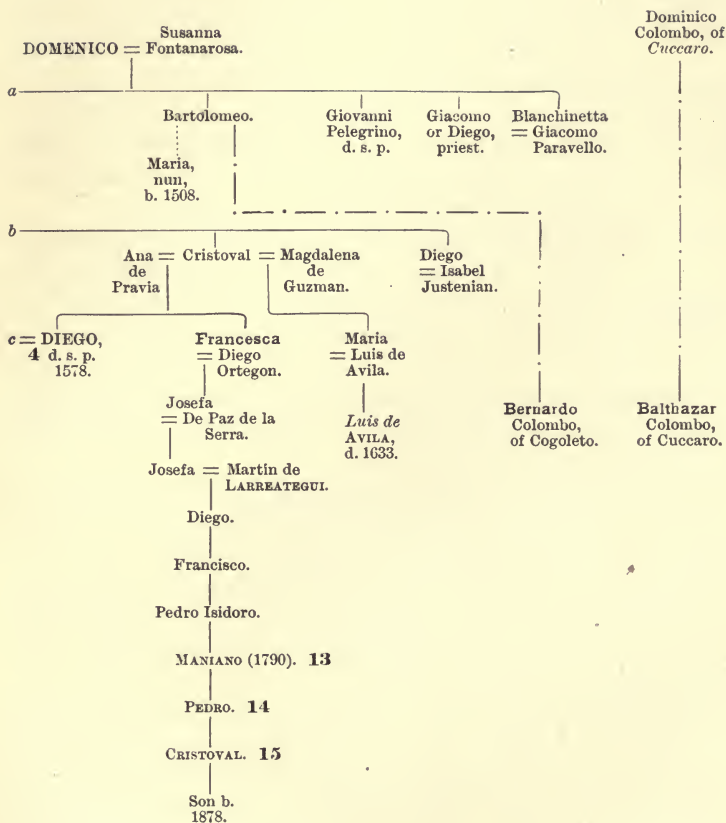 Susanna
DOMENICO = Fontanarosa.
Dominico
Colombo, of
Cuccaro.
a
Bartolomeo.
Giovanni
Pelegrino,
d. s. p.
Giacomo
or Diego,
priest.
Blanchinetta
= Giacomo
Paravello.
Maria,
nun,
b. 1508.
b
Ana = Cristoval = Magdalena
de
Pravia
de
Guzman.
Diego
= Isabel
Justenian.
c = DIEGO,
4 d. s. p.
1578.
Francesca
= Diego
Ortegon.
Maria
= Luis de
Avila.
Josefa
= De Paz de la
Serra.
Luis de
AVILA,
d. 1633.
Bernardo
Colombo,
of Cogoleto.
Balthazar
Colombo,
of Cuccaro.
Josefa = Martin de
LARREATEGUI.
Diego.
Francisco.
Pedro Isidoro.
MANIANO (1790). 13
PEDRO. 14
CRISTOVAL. 15
Son b.
1878.